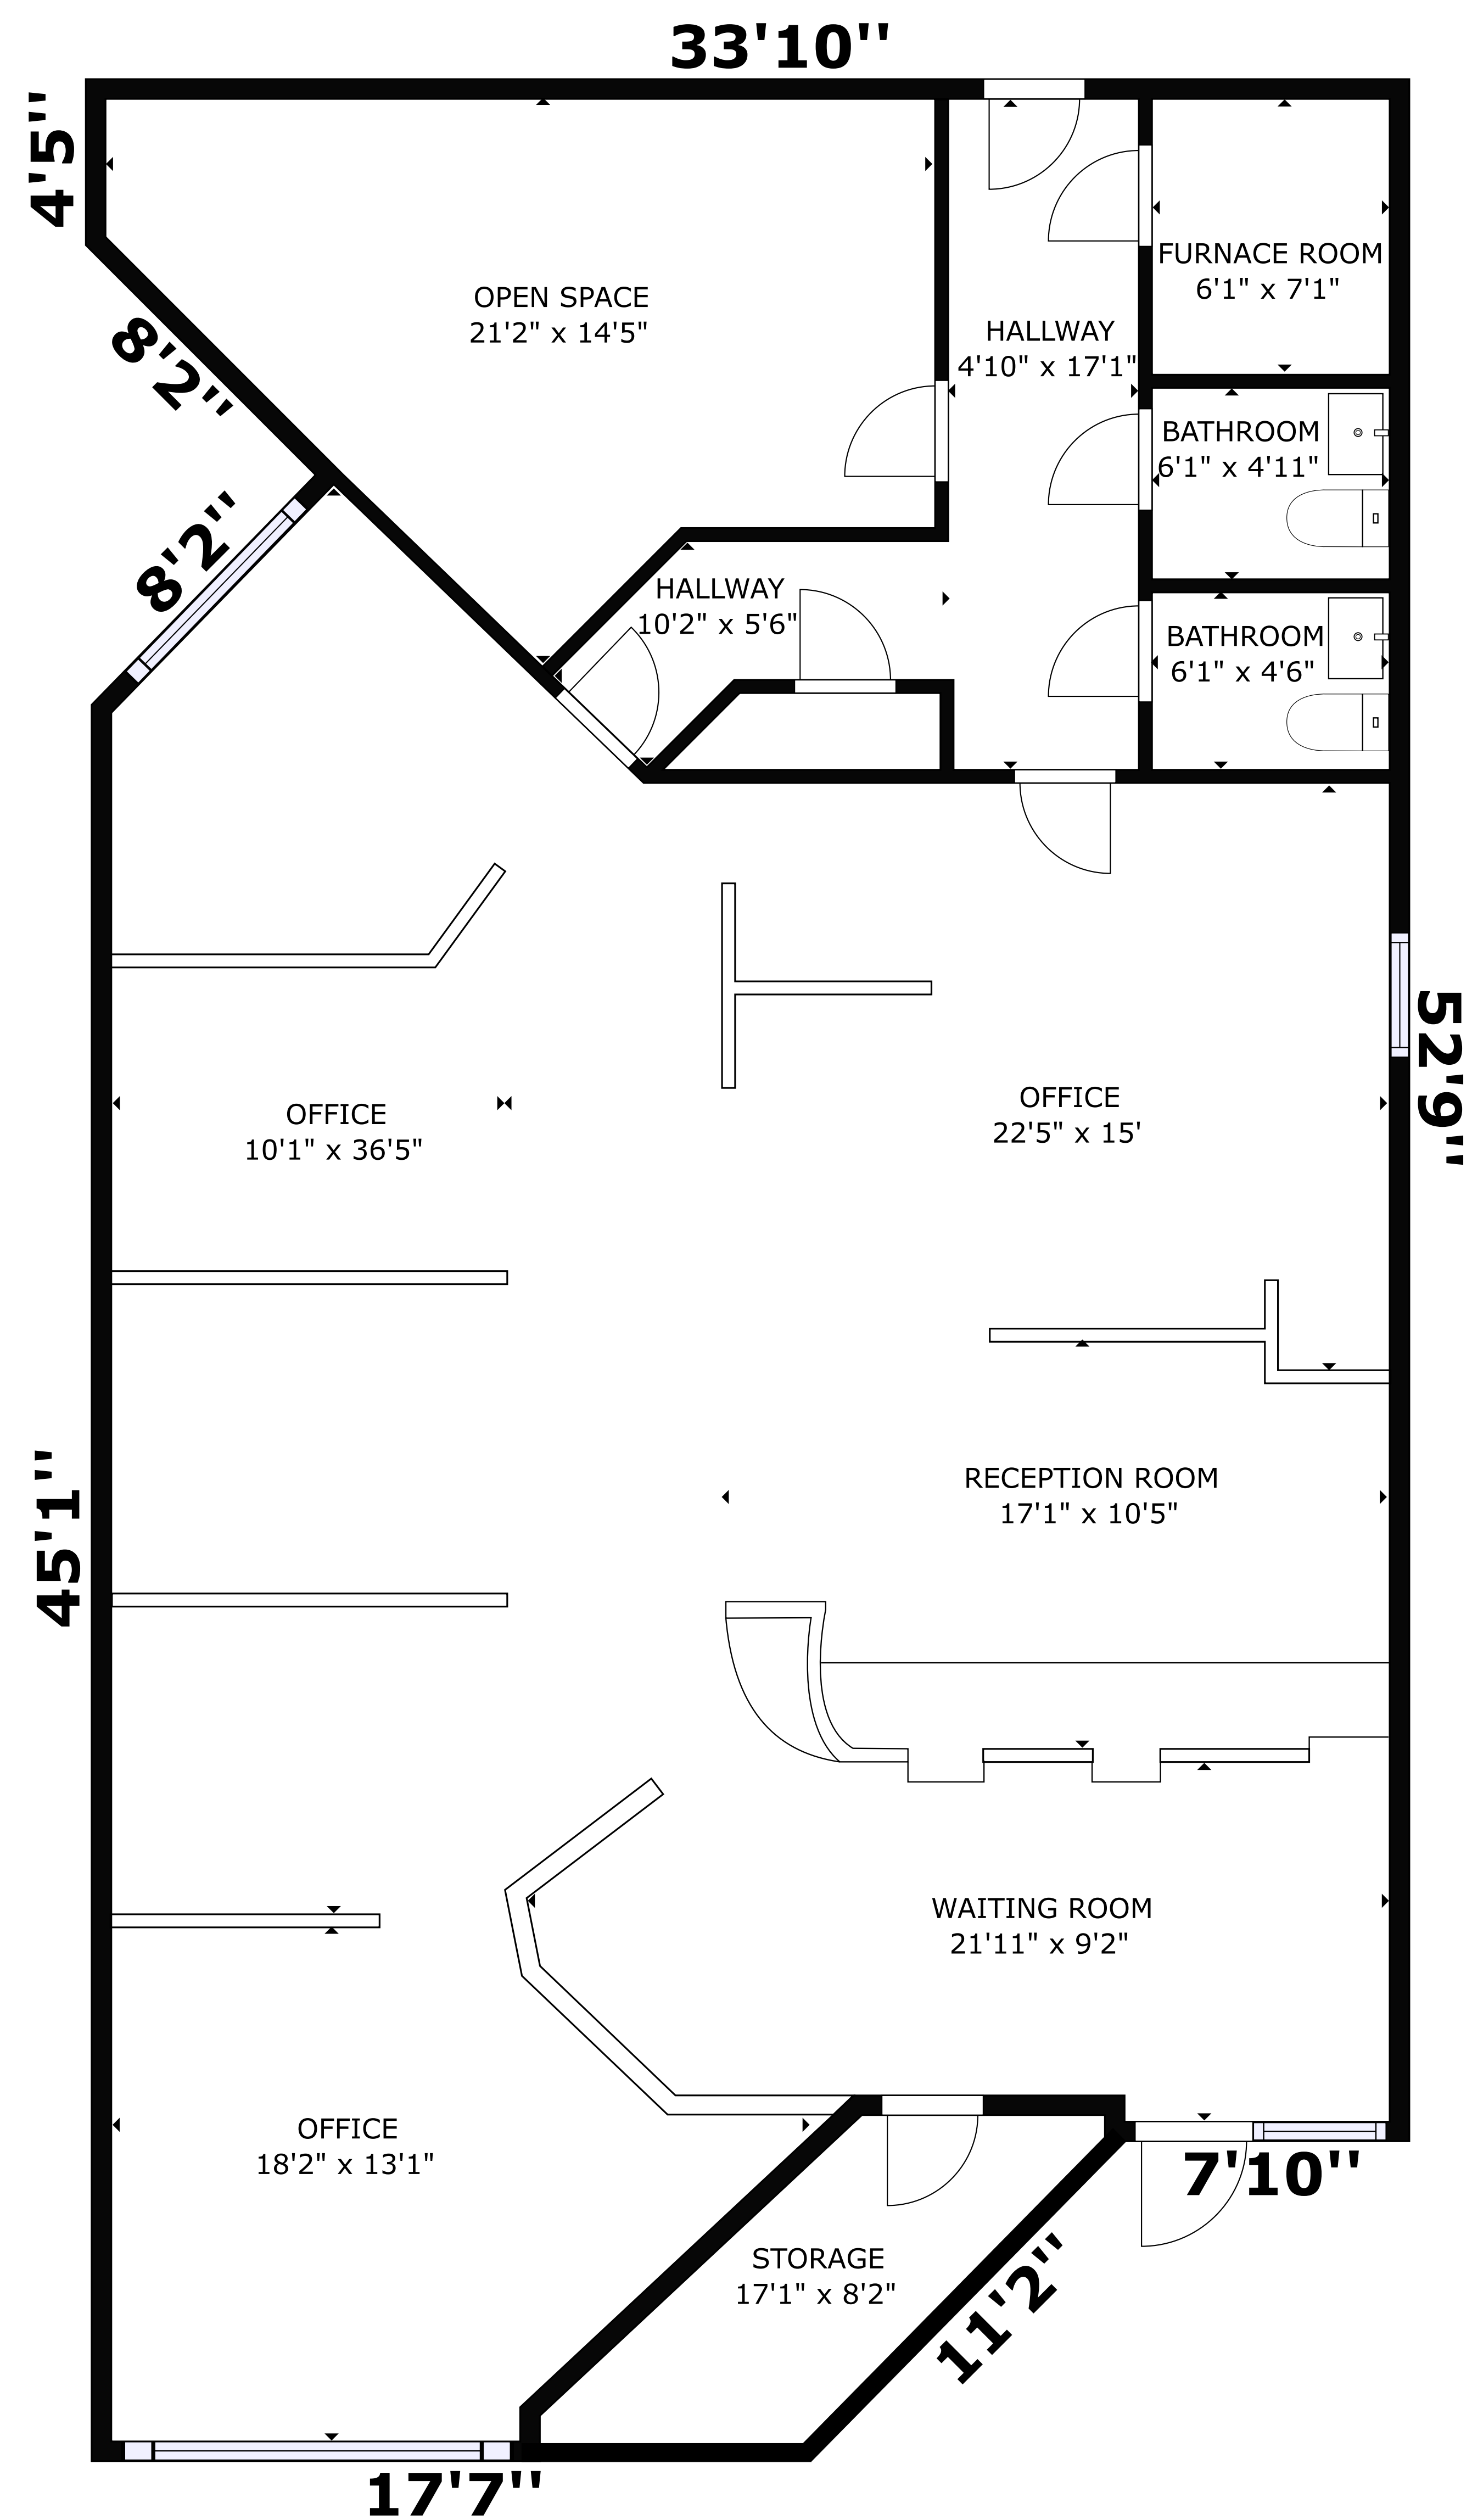 33'10''
4'5''
OPEN SPACE
21'2" x 14'5"
FURNACE ROOM
6'1" x 7'1"
HALLWAY
4'10" x 17'1"
8'2''
BATHROOM
6'1" x 4'11"
8'2''
HALLWAY
10'2" x 5'6"
BATHROOM
6'1" x 4'6"
OFFICE
10'1" x 36'5"
OFFICE
22'5" x 15'
52'9''
45'1''
RECEPTION ROOM
17'1" x 10'5"
WAITING ROOM
21'11" x 9'2"
OFFICE
18'2" x 13'1"
7'10''
STORAGE
17'1" x 8'2"
11'2''
17'7''